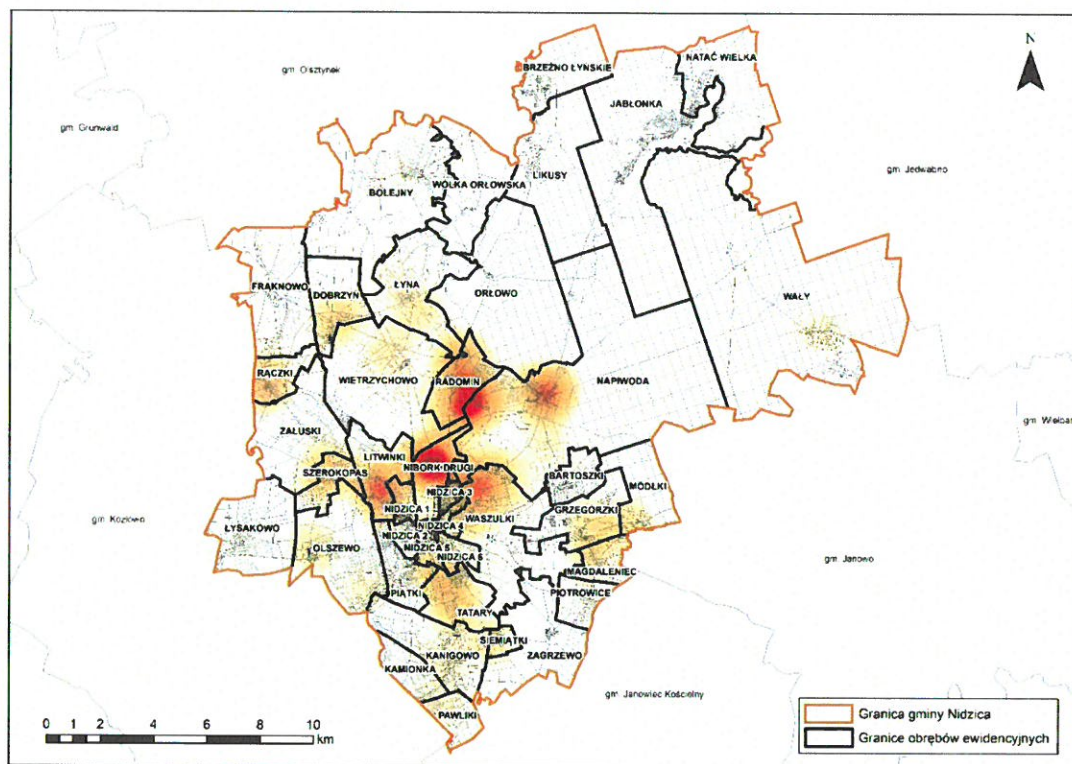 gm. Olsztynek
BRZEŹNO ŁYŃSKIE
NATAĆ WIELKA
N
JABŁONKA
gm. Grunwald
gm. Jedwabno
LIKUSY
BOLEJNY
WÓLKA ORŁOWSKA
FRĄKNOWO
DOBRZYŃ
ŁYNA
ORŁOWO
WAŁY
RĄCZKI
WIETRZYCHOWO
RADOMIN
NAPIWODA
ZAŁUSKI
LITWINKI
SZEROKOPAS
NIBORK DRUGI
BARTOSZKI
MODŁKI
NIDZICA 3
NIDZICA 1
WASZULKI
GRZEGORZKI
gm. Kozłowo
ŁYSAKOWO
NIDZICA 4
NIDZICA 2
OLSZEWO
NIDZICA 5
NIDZICA 6
gm. Janowo
MAGDALENIEC
PIĄTKI
PIOTROWICE
TATARY
SIEMIĄTKI
KANIGOWO
ZAGRZEWO
KAMIONKA
gm. Janowiec Kościelny
PAWLIKI
0 1 2 4 6 8 10
km
Granica gminy Nidzica
Granice obrębów ewidencyjnych